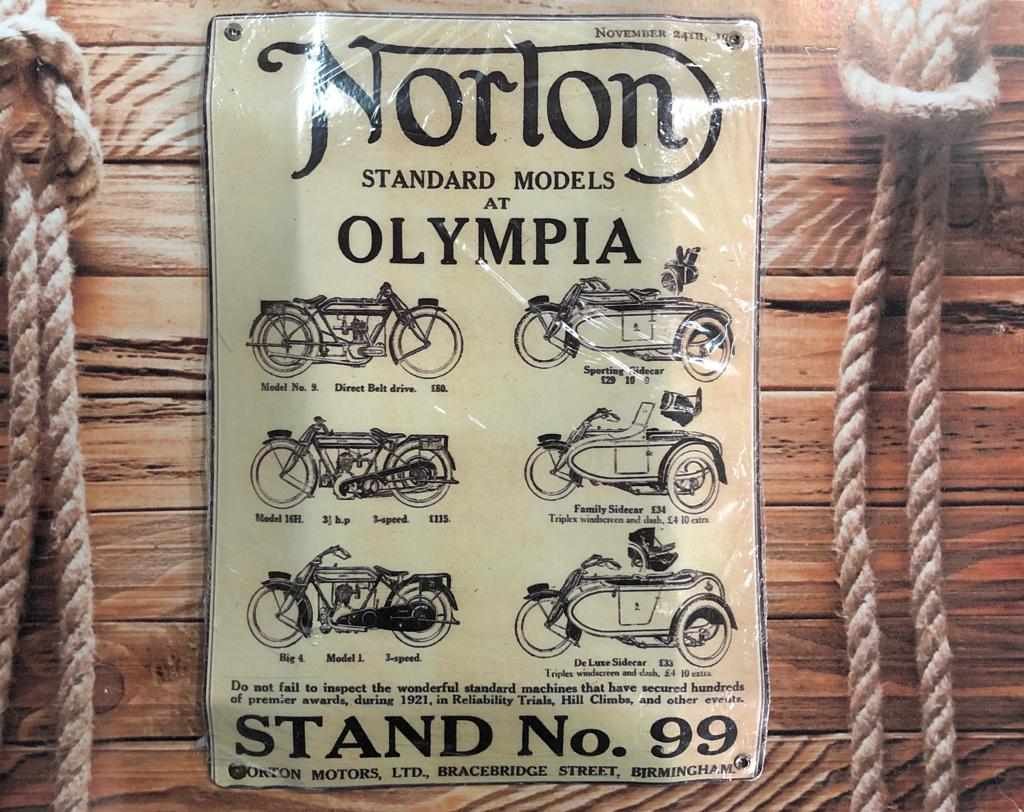 NOVEMBER 24TH,
Norton
STANDARD MODELS
AT
OLYMPIA
Model No. 9. Direct Belt drive. £80.
Sporting Sidecar
£29 10 0
Model 16H. 3½ h.p 3-speed. £115.
Family Sidecar £34
Triplex windscreen and dash, £4 10 extra
Big 4. Model 1. 3-speed.
De Luxe Sidecar £33
Triplex windscreen and dash, £4 10 extra
Do not fail to inspect the wonderful standard machines that have secured hundreds
of premier awards, during 1921, in Reliability Trials, Hill Climbs, and other events.
STAND No. 99
NORTON MOTORS, LTD., BRACEBRIDGE STREET, BIRMINGHAM.